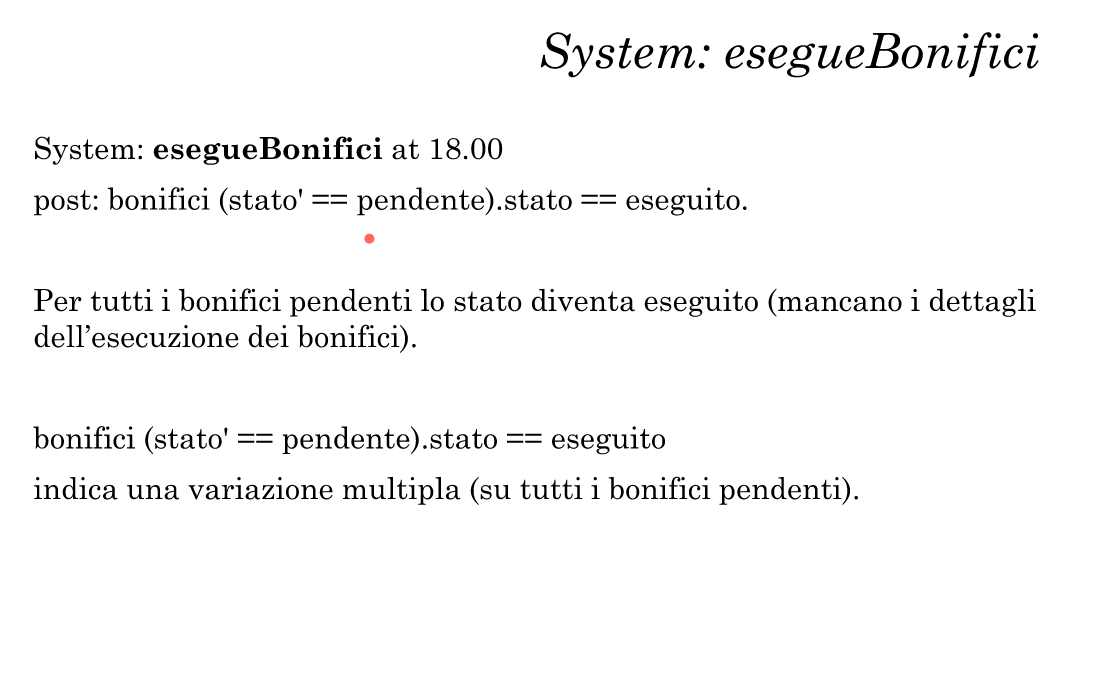 System: esegueBonifici
System: esegueBonifici at 18.00
post: bonifici (stato' == pendente).stato == eseguito.
Per tutti i bonifici pendenti lo stato diventa eseguito (mancano i dettagli
dell’esecuzione dei bonifici).
bonifici (stato' == pendente).stato == eseguito
indica una variazione multipla (su tutti i bonifici pendenti).